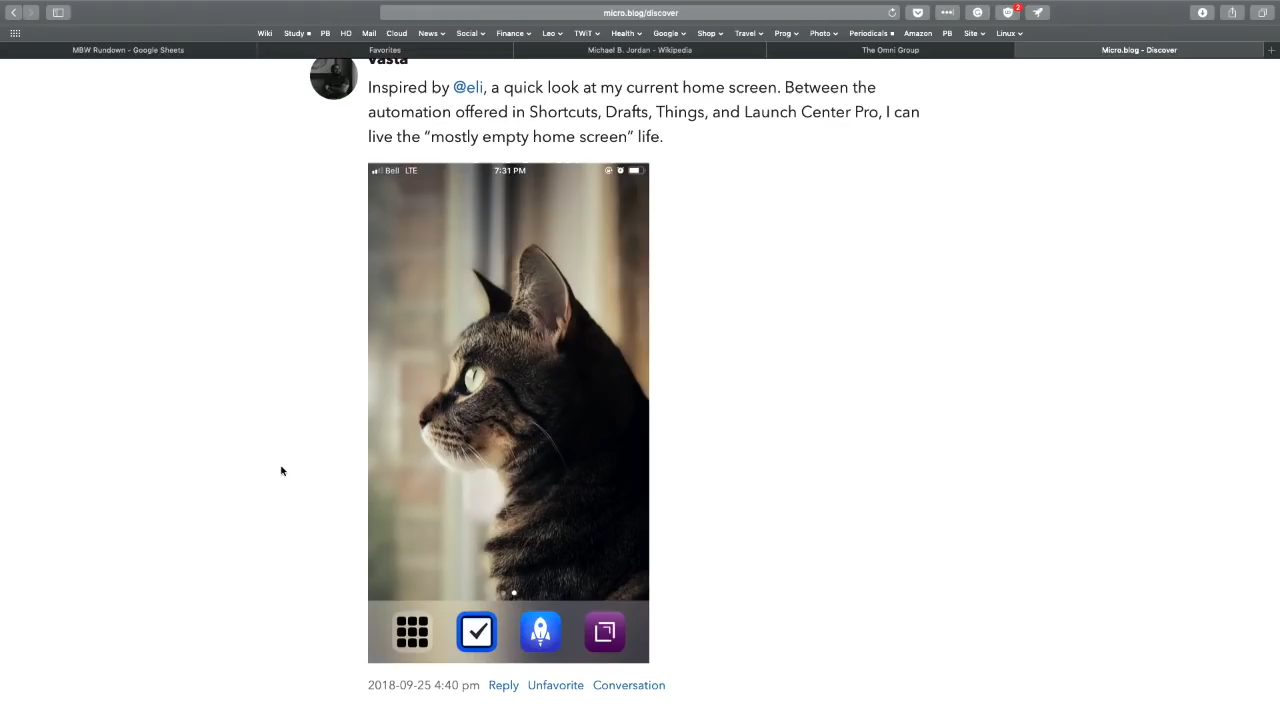 micro.blog/discover
2
Wiki Study PB HD Mail Cloud News Social Finance Leo TWiT Health Google Shop Travel Prog Photo Periodicals Amazon PB Site Linux
MBW Rundown - Google Sheets Favorites Michael B. Jordan - Wikipedia The Omni Group Micro.blog - Discover
vasta
Inspired by @eli, a quick look at my current home screen. Between the
automation offered in Shortcuts, Drafts, Things, and Launch Center Pro, I can
live the “mostly empty home screen” life.
Bell LTE 7:31 PM
2018-09-25 4:40 pm Reply Unfavorite Conversation